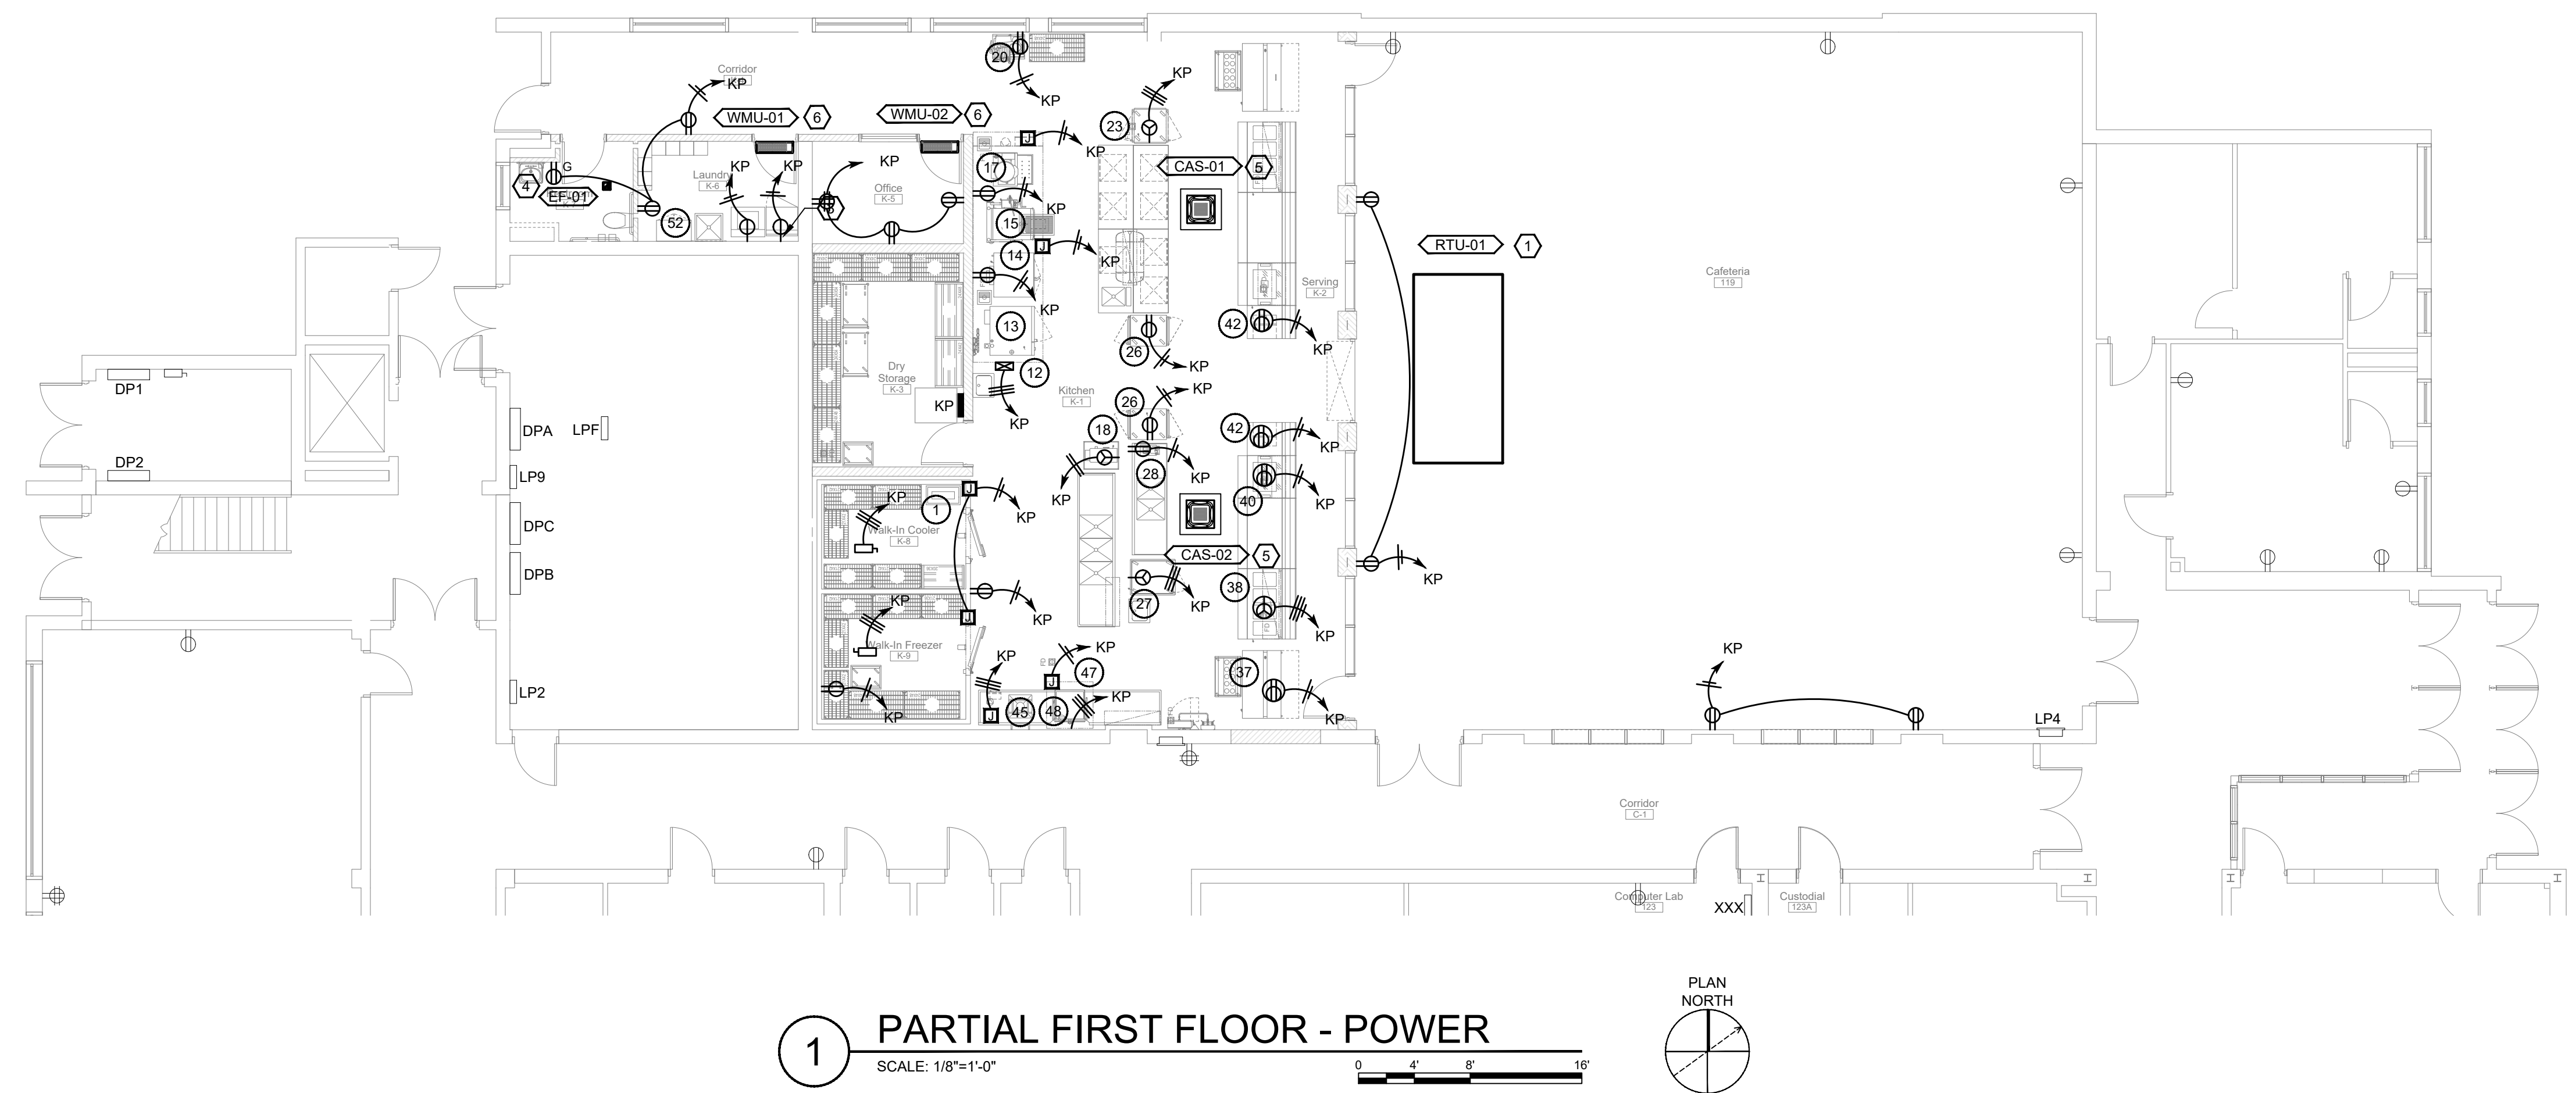 Corridor
20
KP
KP
KP
WMU-01
6
WMU-02
6
23
KP
4
G
EF-01
KP
KP
Laundry
K-6
KP
Office
K-5
J
17
KP
CAS-01
5
52
15
14
J
KP
KP
RTU-01
1
Cafeteria
119
Serving
K-2
13
KP
42
KP
26
KP
12
KP
DP1
DPA
LPF
Dry
Storage
K-3
KP
Kitchen
K-1
26
KP
18
42
KP
DP2
LP9
28
KP
KP
40
KP
1
KP
J
KP
DPC
Walk-In Cooler
K-8
CAS-02
5
DPB
KP
27
KP
38
KP
KP
KP
J
Walk-In Freezer
K-9
KP
KP
KP
47
37
J
LP2
KP
J
45
48
KP
KP
LP4
Corridor
C-1
Computer Lab
123
XXX
Custodial
123A
H
H
H
H
1
PARTIAL FIRST FLOOR - POWER
SCALE: 1/8"=1'-0"
0 4' 8' 16'
PLAN
NORTH